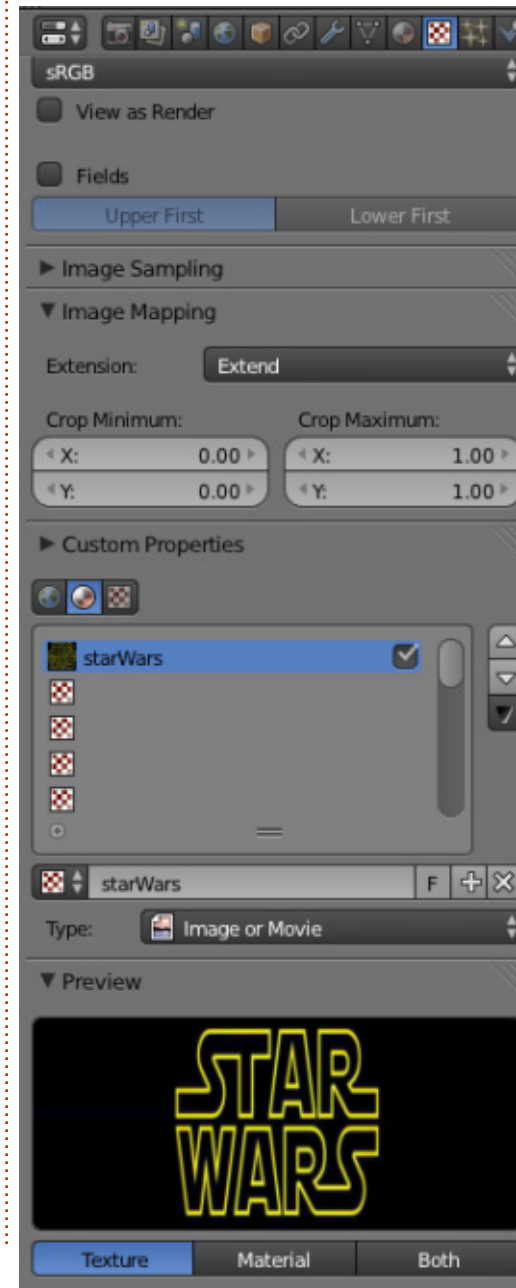 sRGB
View as Render
Fields
Upper First Lower First
Image Sampling
Image Mapping
Extension: Extend
Crop Minimum: Crop Maximum:
X: 0.00 X: 1.00
Y: 0.00 Y: 1.00
Custom Properties
starWars
starWars F
Type: Image or Movie
Preview
STAR
WARS
Texture Material Both